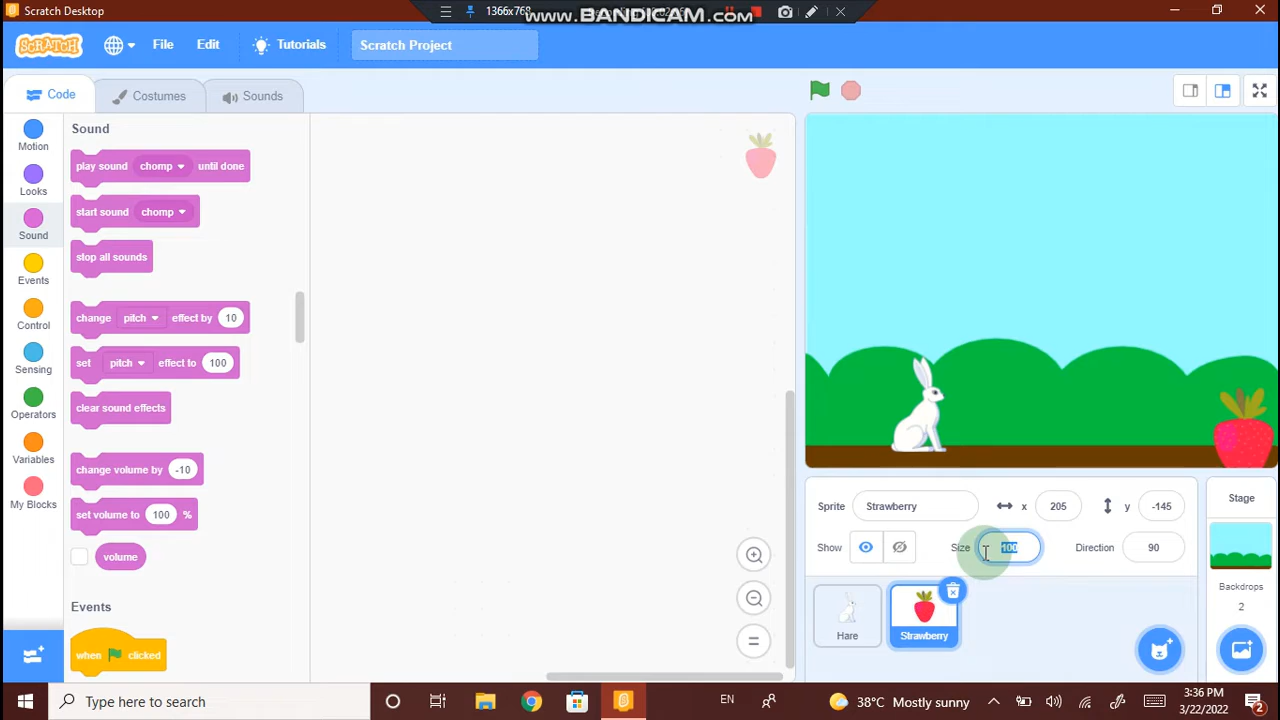 Scratch Desktop
1366x768
www.BANDICAM.com
SCRATCH
File
Edit
Tutorials
Scratch Project
Code
Costumes
Sounds
Motion
Looks
Sound
Events
Control
Sensing
Operators
Variables
My Blocks
Sound
play sound chomp until done
start sound chomp
stop all sounds
change pitch effect by 10
set pitch effect to 100
clear sound effects
change volume by -10
set volume to 100 %
volume
Events
when clicked
Sprite Strawberry x 205 y -145
Show Size 100 Direction 90
Hare
Strawberry
Stage
Backdrops
2
Type here to search
EN
38°C Mostly sunny
3:36 PM
3/22/2022
2